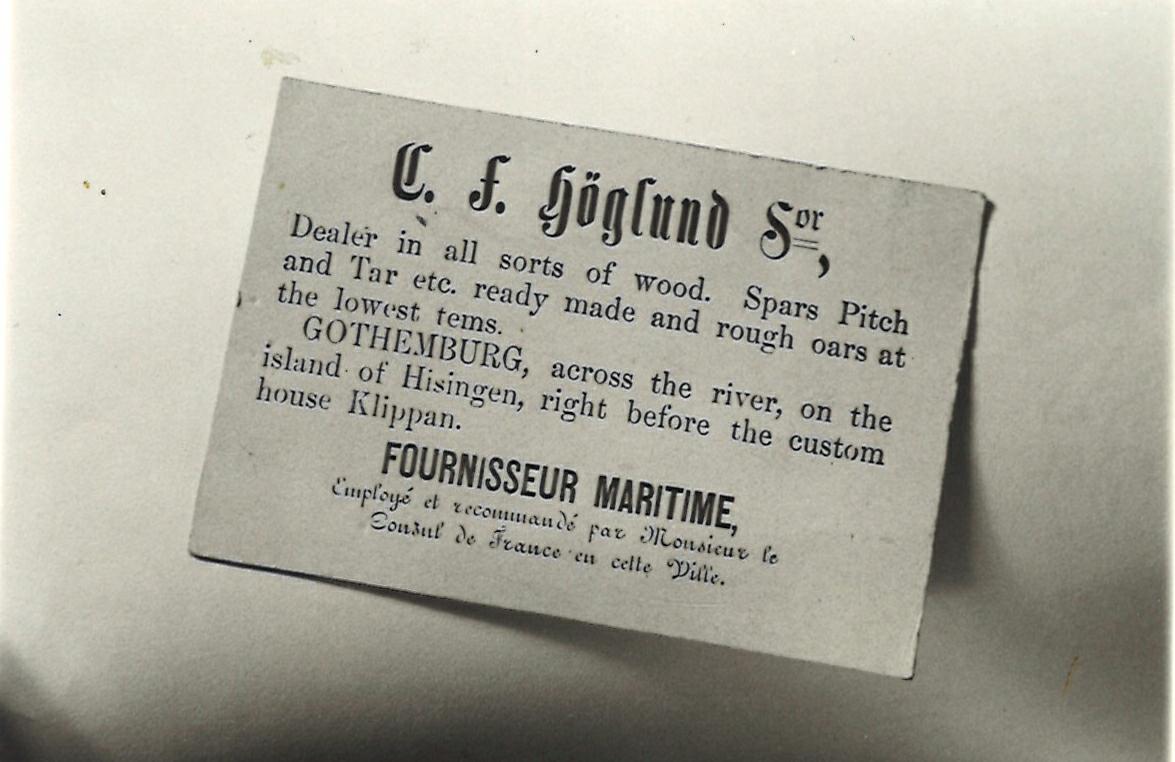 C. F. Höglund Sor,
Dealer in all sorts of wood. Spars Pitch
and Tar etc. ready made and rough oars at
the lowest tems.
GOTHEMBURG, across the river, on the
island of Hisingen, right before the custom
house Klippan.
FOURNISSEUR MARITIME,
Employé et recommandé par Monsieur le
Consul de France en cette Ville.